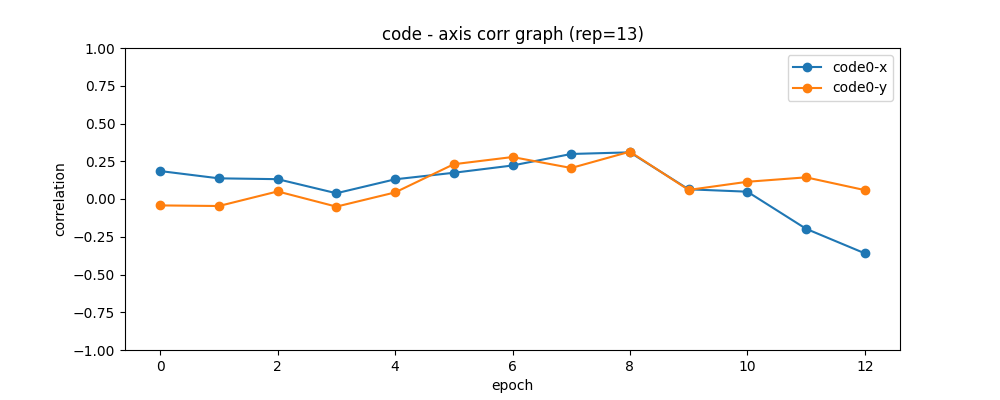 code - axis corr graph (rep=13)
1.00
0.75
0.50
0.25
0.00
−0.25
−0.50
−0.75
−1.00
correlation
code0-x
code0-y
0 2 4 6 8 10 12
epoch